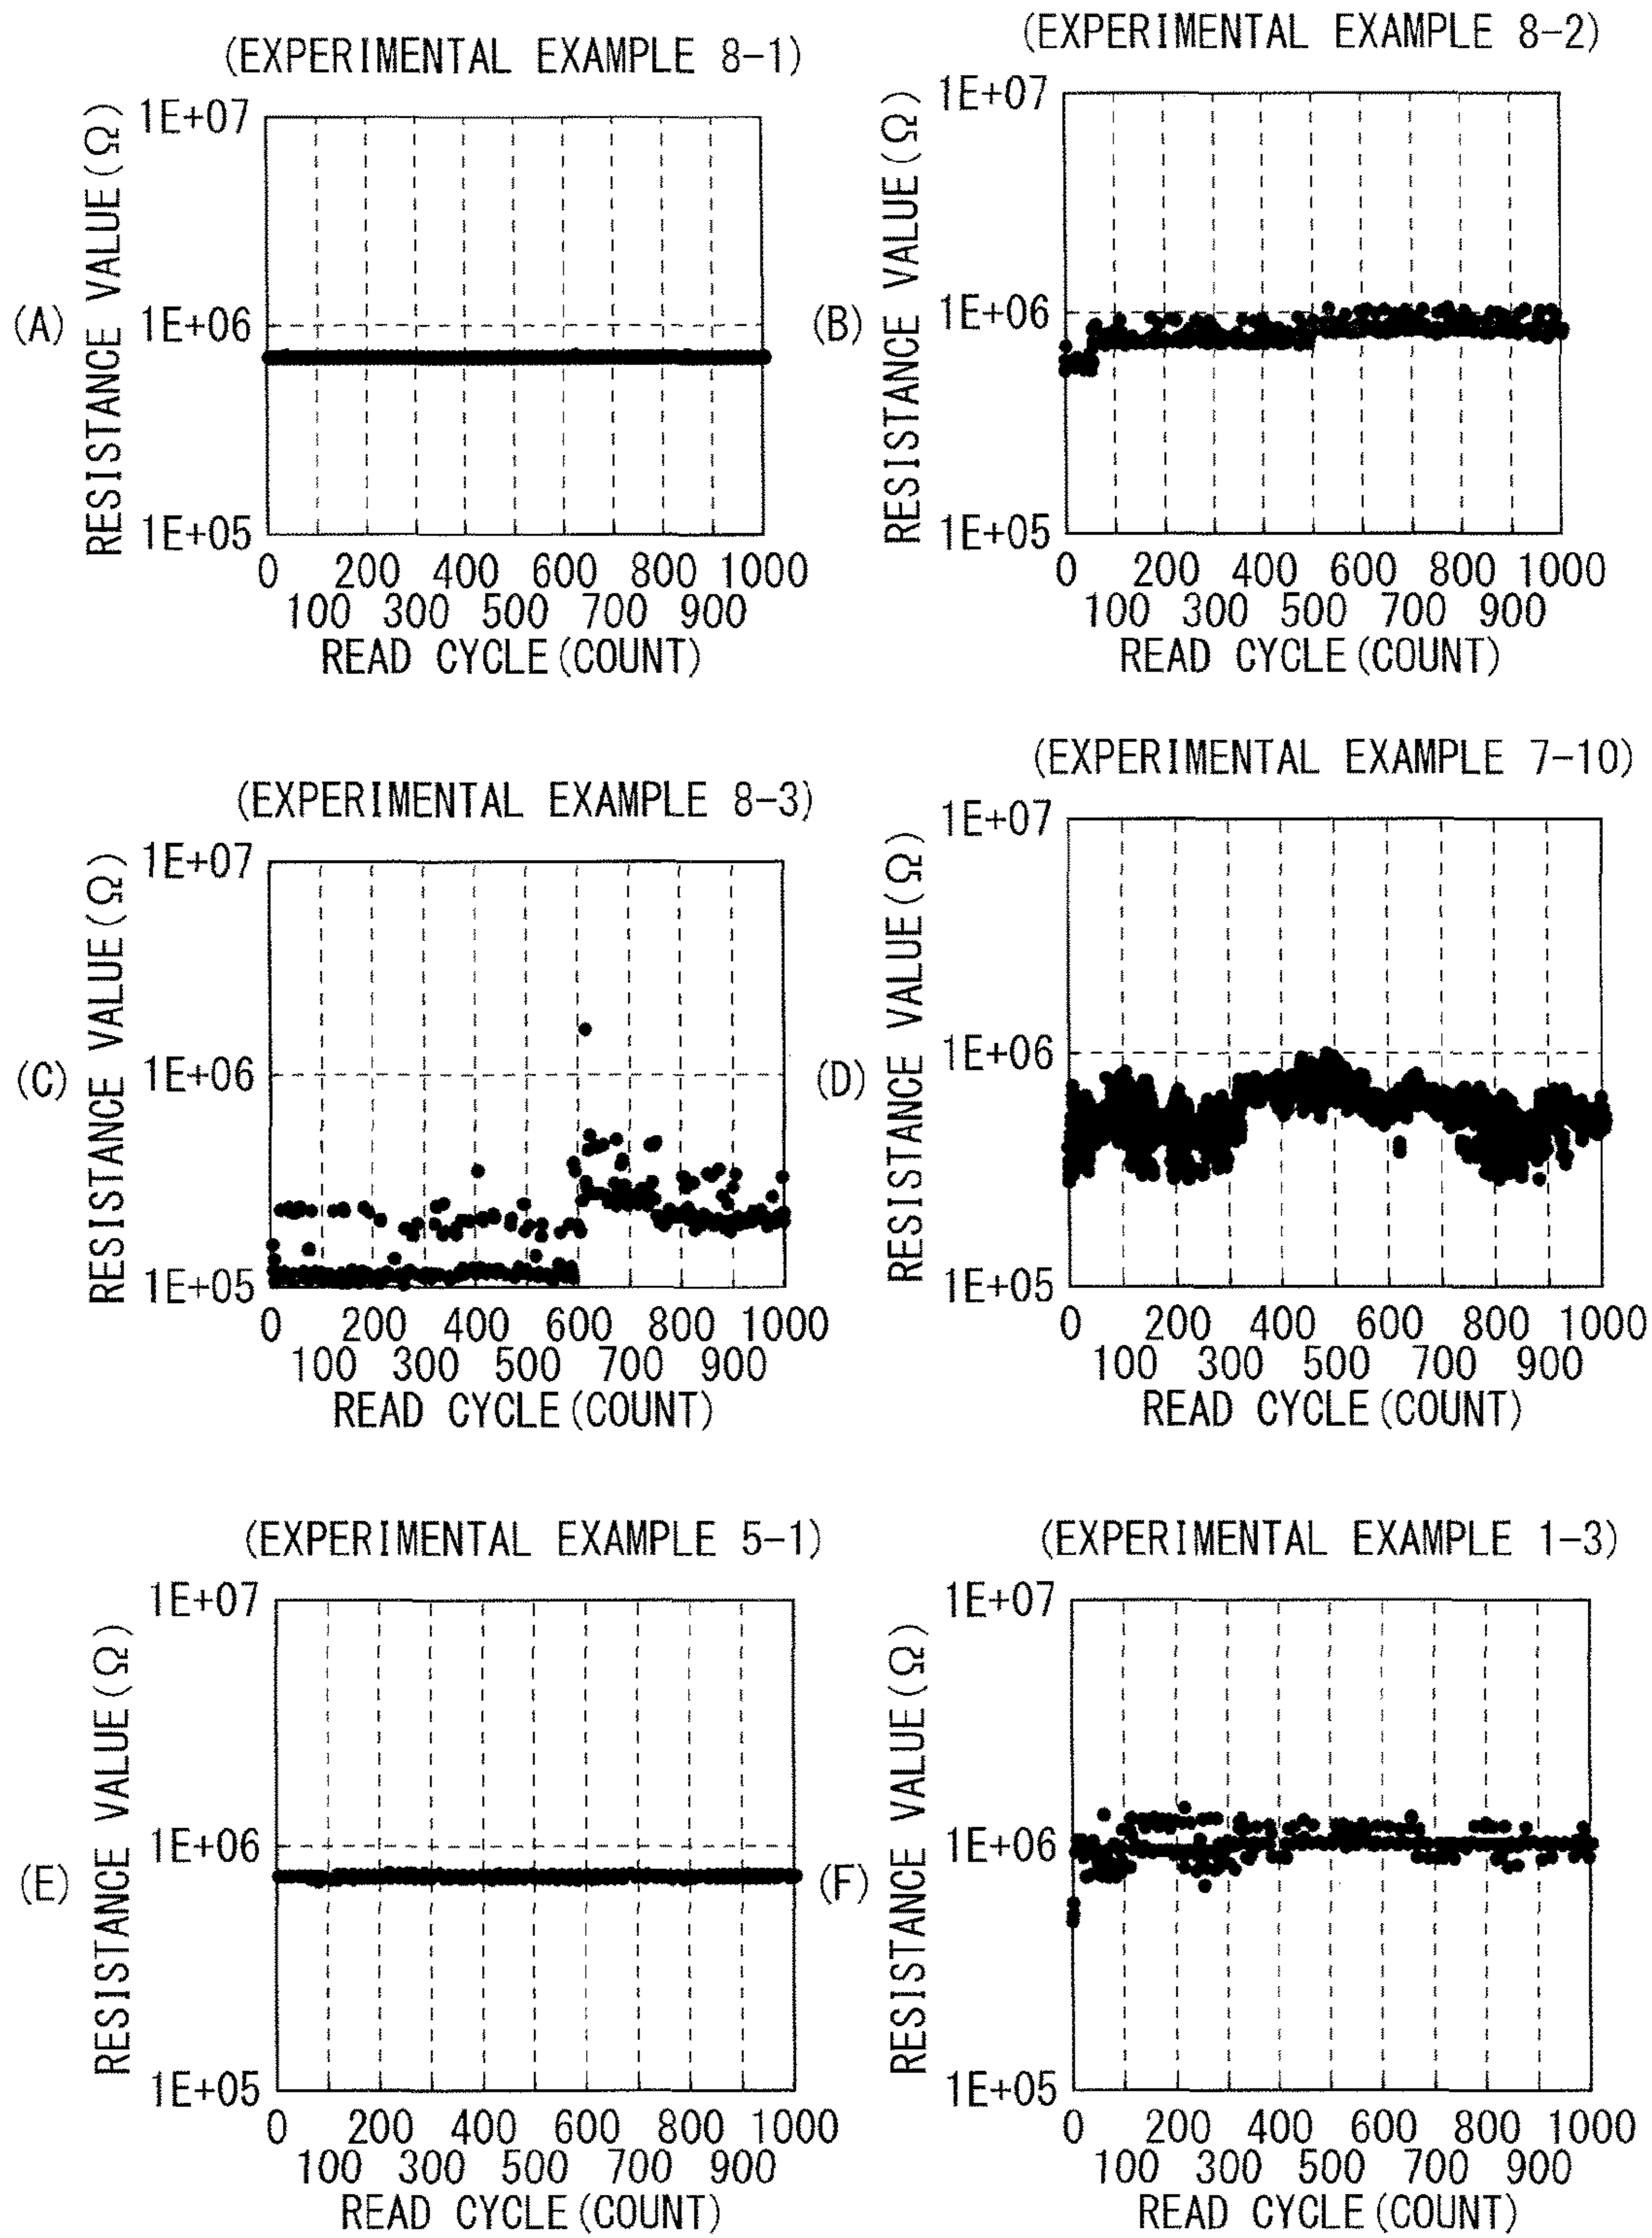 (EXPERIMENTAL EXAMPLE 8-1)
1E+07
1E+06
1E+05
RESISTANCE VALUE(Ω)
(A)
0 200 400 600 800 1000
100 300 500 700 900
READ CYCLE(COUNT)
(EXPERIMENTAL EXAMPLE 8-2)
1E+07
1E+06
1E+05
RESISTANCE VALUE(Ω)
(B)
0 200 400 600 800 1000
100 300 500 700 900
READ CYCLE(COUNT)
(EXPERIMENTAL EXAMPLE 8-3)
1E+07
1E+06
1E+05
RESISTANCE VALUE(Ω)
(C)
0 200 400 600 800 1000
100 300 500 700 900
READ CYCLE(COUNT)
(EXPERIMENTAL EXAMPLE 7-10)
1E+07
1E+06
1E+05
RESISTANCE VALUE(Ω)
(D)
0 200 400 600 800 1000
100 300 500 700 900
READ CYCLE(COUNT)
(EXPERIMENTAL EXAMPLE 5-1)
1E+07
1E+06
1E+05
RESISTANCE VALUE(Ω)
(E)
0 200 400 600 800 1000
100 300 500 700 900
READ CYCLE(COUNT)
(EXPERIMENTAL EXAMPLE 1-3)
1E+07
1E+06
1E+05
RESISTANCE VALUE(Ω)
(F)
0 200 400 600 800 1000
100 300 500 700 900
READ CYCLE(COUNT)